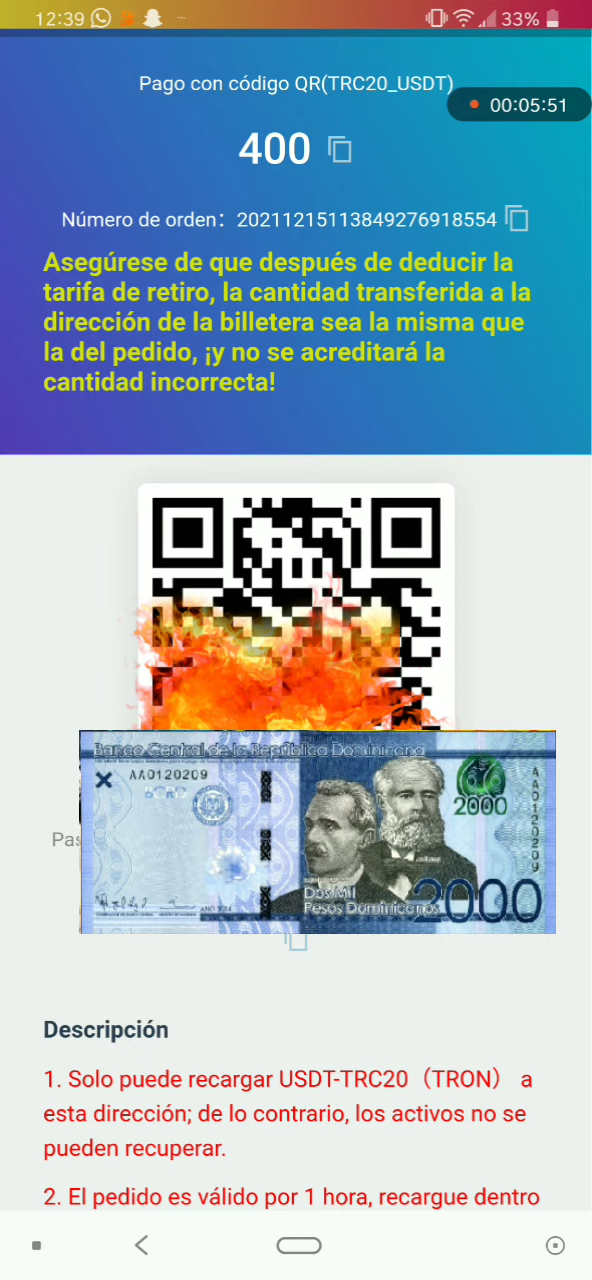 12:39
33%
Pago con código QR(TRC20_USDT)
00:05:51
400
Número de orden：20211215113849276918554
Asegúrese de que después de deducir la
tarifa de retiro, la cantidad transferida a la
dirección de la billetera sea la misma que
la del pedido, ¡y no se acreditará la
cantidad incorrecta!
Banco Central de la República Dominicana
AA0120209
2000
AA0120209
Pas
Dos Mil
Pesos Dominicanos
2000
Descripción
1. Solo puede recargar USDT-TRC20（TRON） a
esta dirección; de lo contrario, los activos no se
pueden recuperar.
2. El pedido es válido por 1 hora, recargue dentro